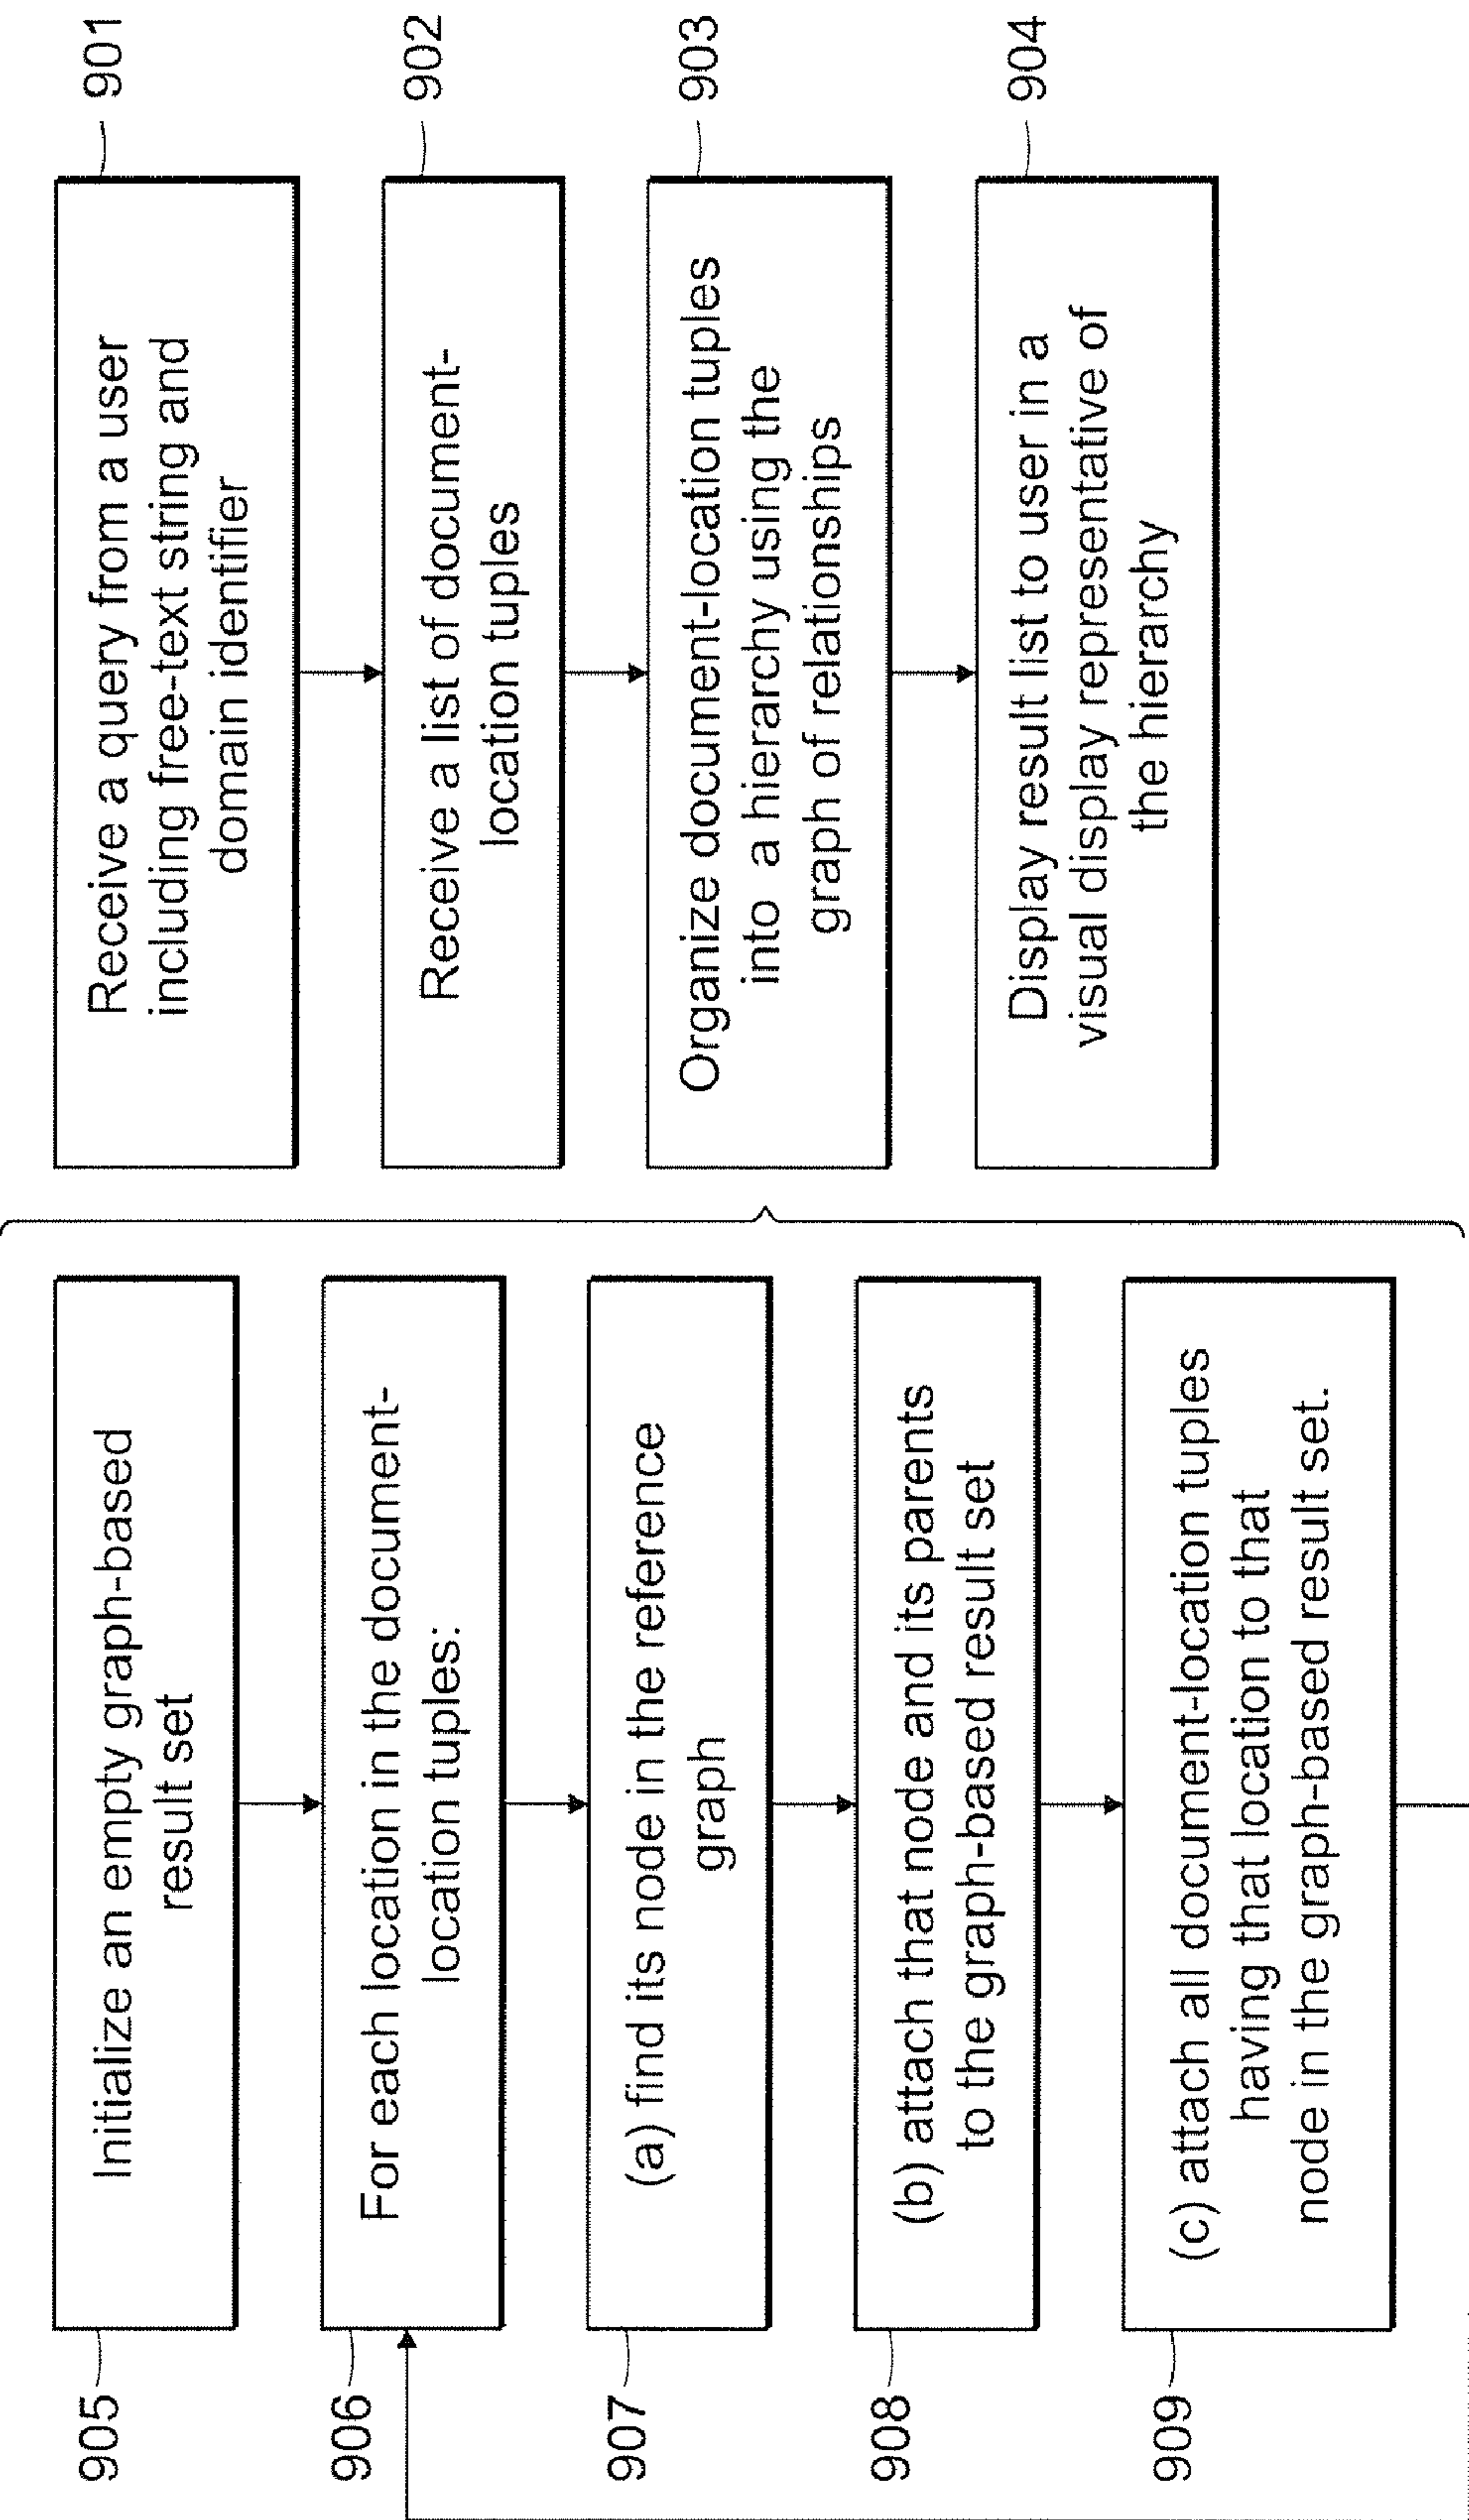 905
Initialize an empty graph-based
result set
906
For each location in the document-
location tuples:
907
(a) find its node in the reference
graph
908
(b) attach that node and its parents
to the graph-based result set
909
(c) attach all document-location tuples
having that location to that
node in the graph-based result set.
Receive a query from a user
including free-text string and
domain identifier
901
Receive a list of document-
location tuples
902
Organize document-location tuples
into a hierarchy using the
graph of relationships
903
Display result list to user in a
visual display representative of
the hierarchy
904